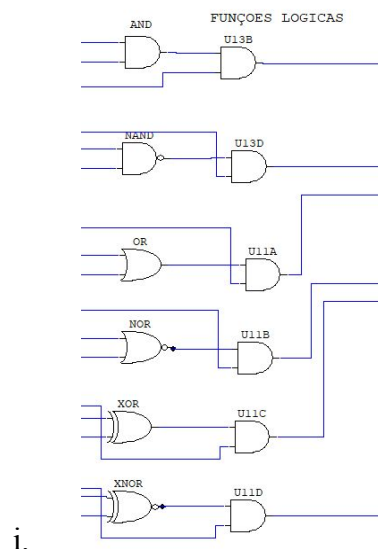 FUNÇOES LOGICAS
AND
U13B
NAND
U13D
OR
U11A
NOR
U11B
XOR
U11C
XNOR
U11D
i.